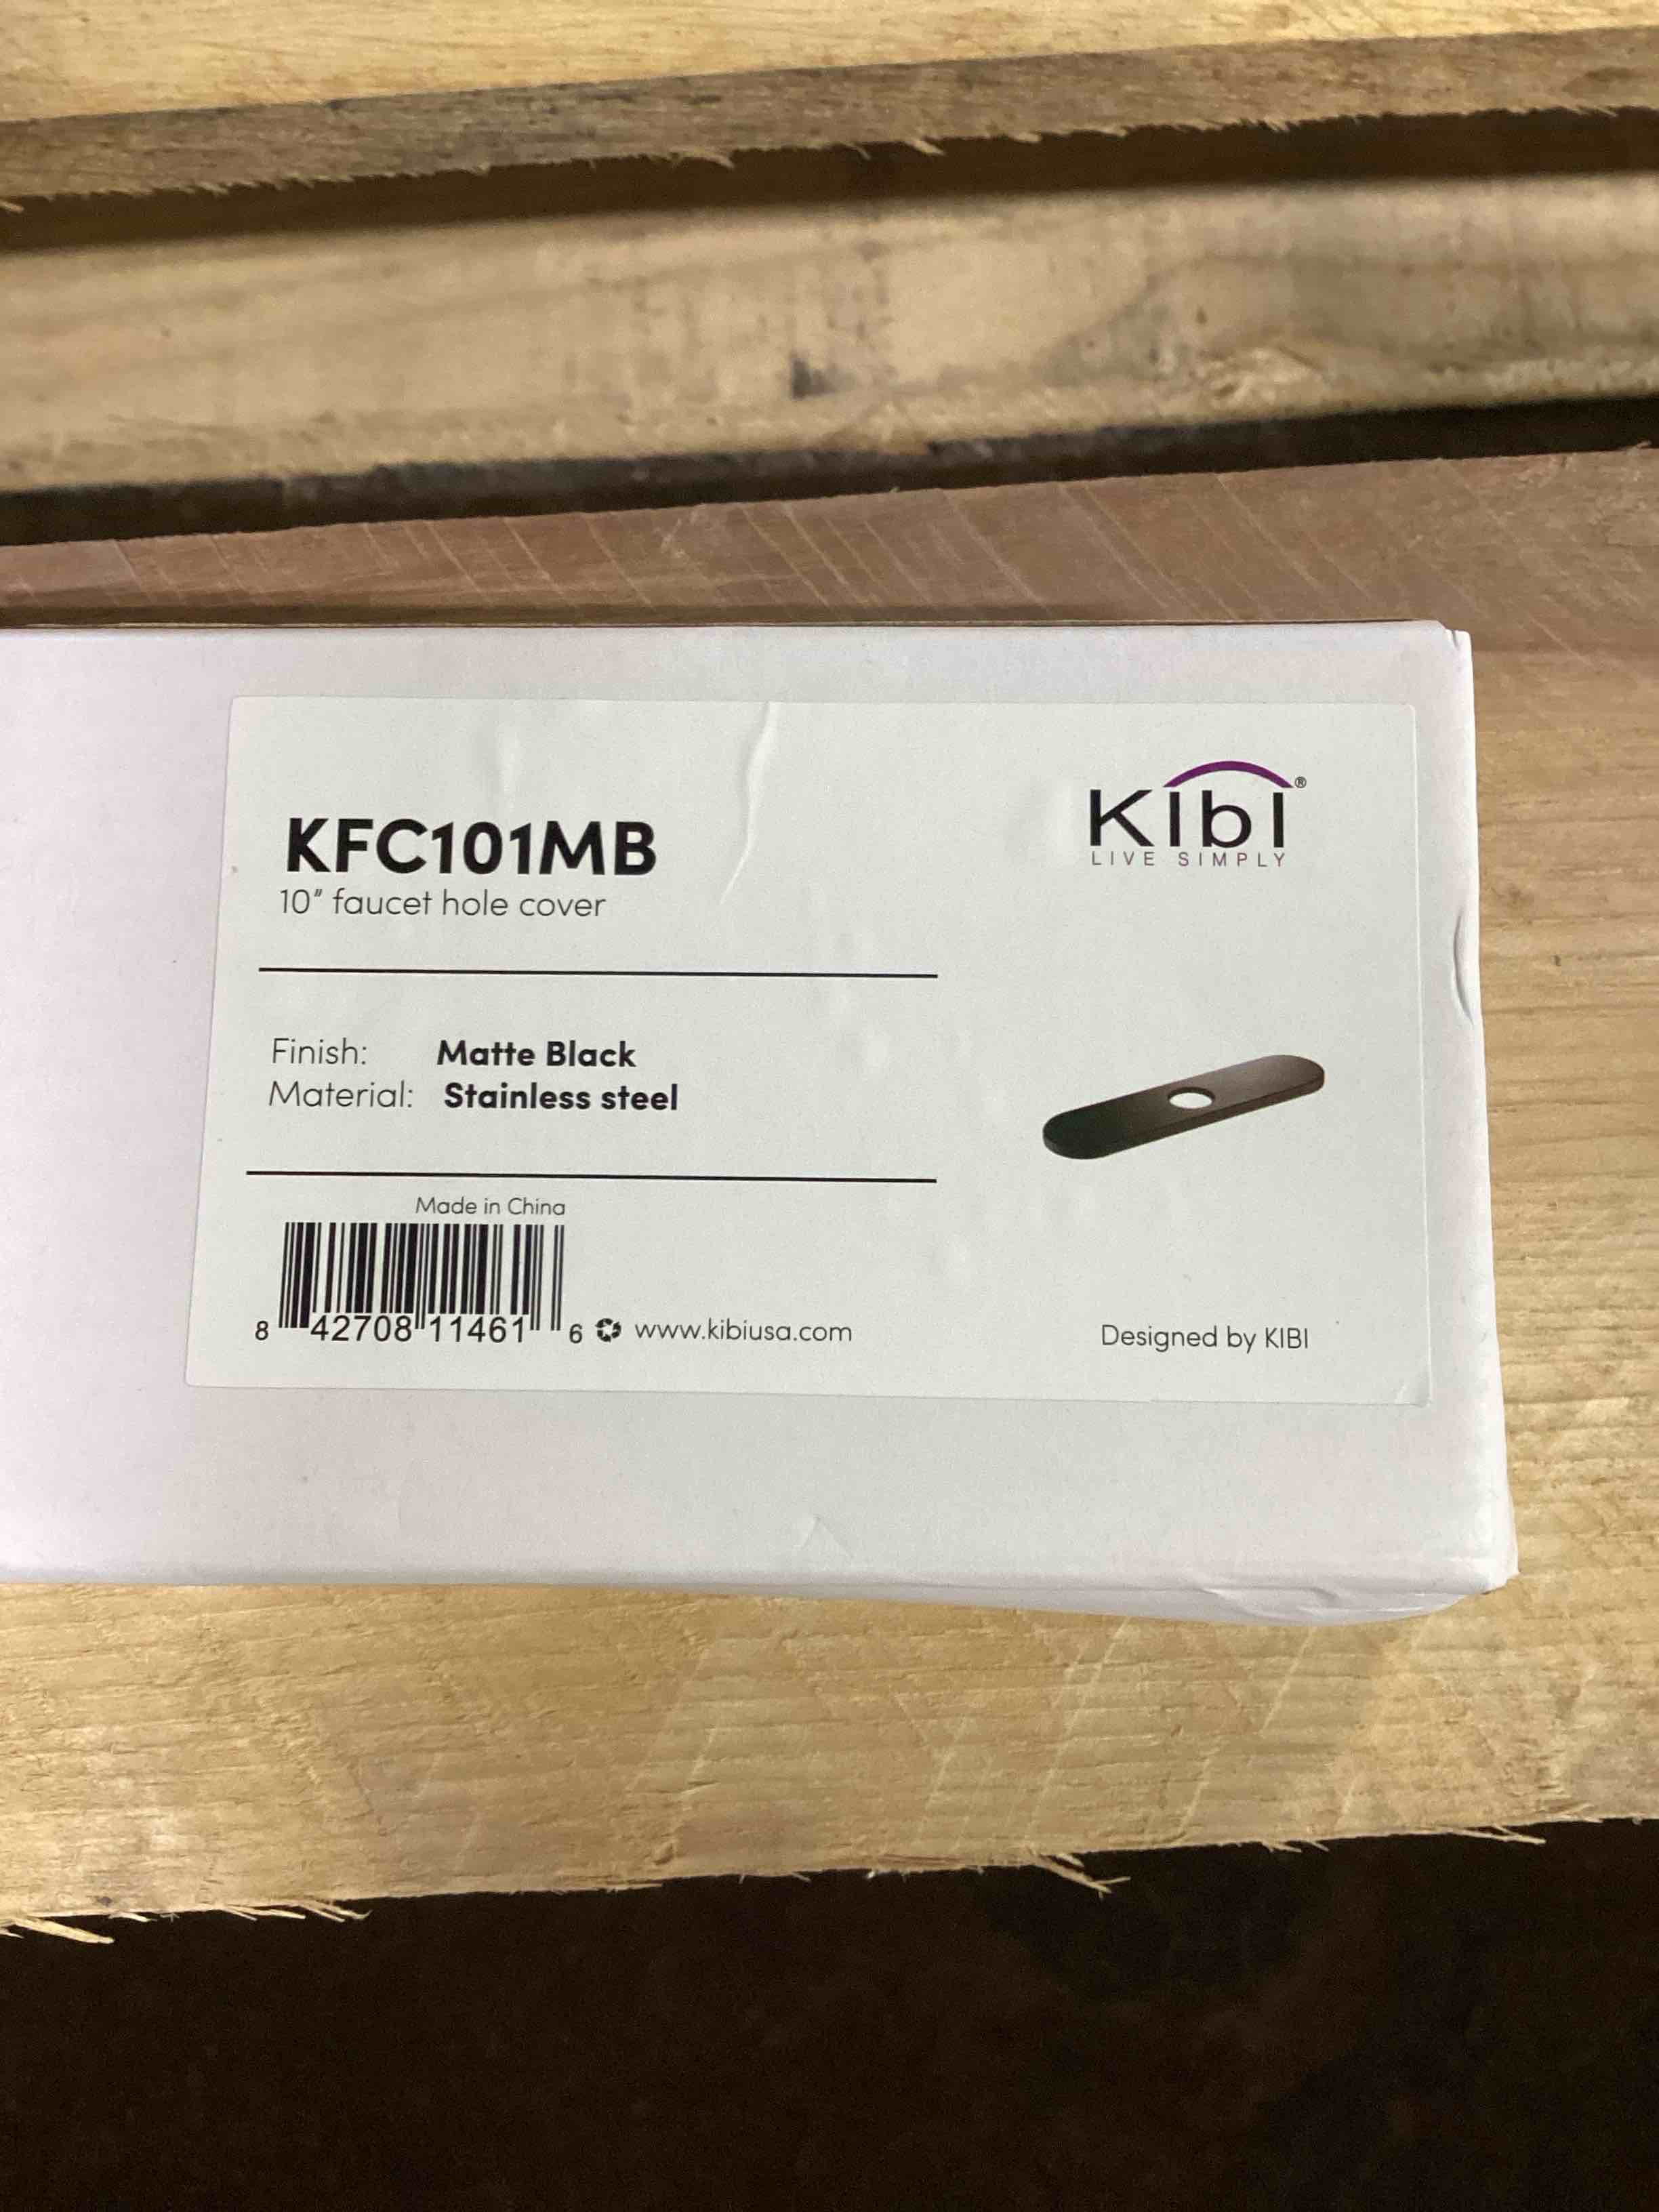 KFC101MB
10" faucet hole cover
KIbI®
LIVE SIMPLY
Finish: Matte Black
Material: Stainless steel
Made in China
8 42708 11461 6
www.kibiusa.com
Designed by KIBI